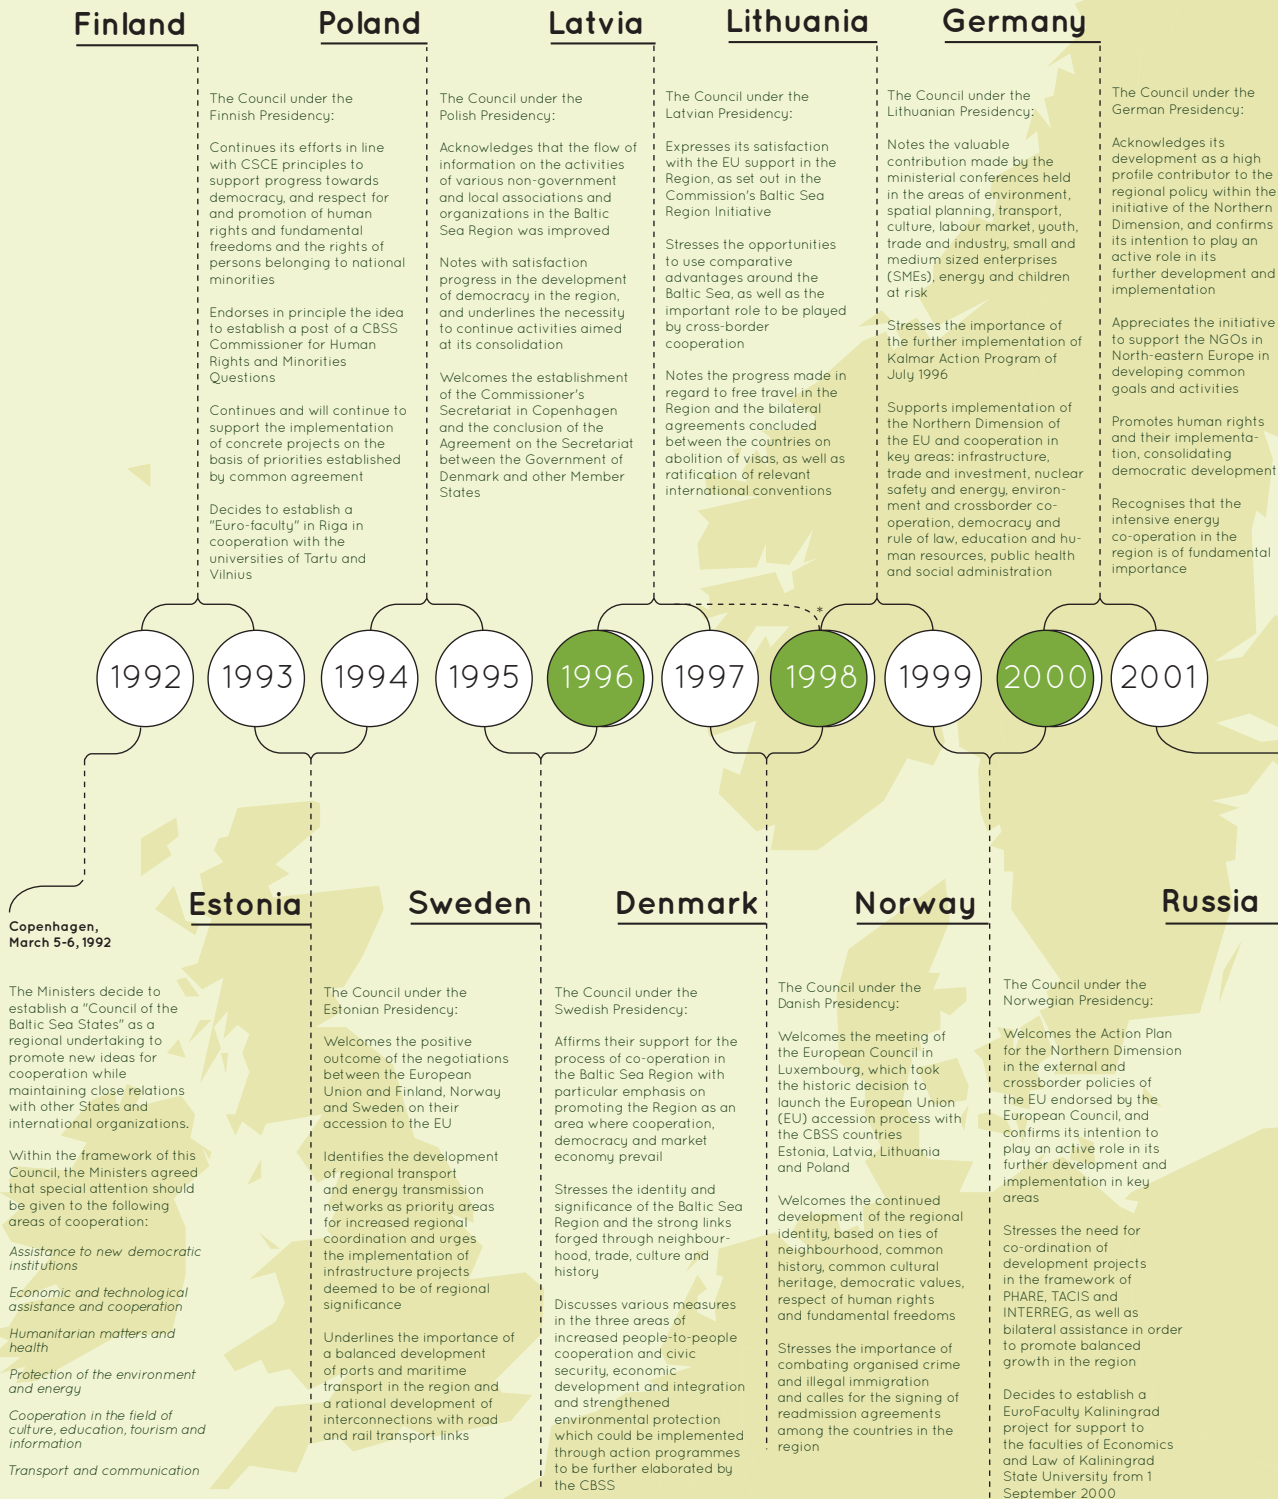 Finland
The Council under the
Finnish Presidency:
Continues its efforts in line
with CSCE principles to
support progress towards
democracy, and respect for
and promotion of human
rights and fundamental
freedoms and the rights of
persons belonging to national
minorities
Endorses in principle the idea
to establish a post of a CBSS
Commissioner for Human
Rights and Minorities
Questions
Continues and will continue to
support the implementation
of concrete projects on the
basis of priorities established
by common agreement
Decides to establish a
"Euro-faculty" in Riga in
cooperation with the
universities of Tartu and
Vilnius
Poland
The Council under the
Polish Presidency:
Acknowledges that the flow of
information on the activities
of various non-government
and local associations and
organizations in the Baltic
Sea Region was improved
Notes with satisfaction
progress in the development
of democracy in the region,
and underlines the necessity
to continue activities aimed
at its consolidation
Welcomes the establishment
of the Commissioner's
Secretariat in Copenhagen
and the conclusion of the
Agreement on the Secretariat
between the Government of
Denmark and other Member
States
Latvia
The Council under the
Latvian Presidency:
Expresses its satisfaction
with the EU support in the
Region, as set out in the
Commission's Baltic Sea
Region Initiative
Stresses the opportunities
to use comparative
advantages around the
Baltic Sea, as well as the
important role to be played
by cross-border
cooperation
Notes the progress made in
regard to free travel in the
Region and the bilateral
agreements concluded
between the countries on
abolition of visas, as well as
ratification of relevant
international conventions
Lithuania
The Council under the
Lithuanian Presidency:
Notes the valuable
contribution made by the
ministerial conferences held
in the areas of environment,
spatial planning, transport,
culture, labour market, youth,
trade and industry, small and
medium sized enterprises
(SMEs), energy and children
at risk
Stresses the importance of
the further implementation of
Kalmar Action Program of
July 1996
Supports implementation of
the Northern Dimension of
the EU and cooperation in
key areas: infrastructure,
trade and investment, nuclear
safety and energy, environ-
ment and crossborder co-
operation, democracy and
rule of law, education and hu-
man resources, public health
and social administration
Germany
The Council under the
German Presidency:
Acknowledges its
development as a high
profile contributor to the
regional policy within the
initiative of the Northern
Dimension, and confirms
its intention to play an
active role in its
further development and
implementation
Appreciates the initiative
to support the NGOs in
North-eastern Europe in
developing common
goals and activities
Promotes human rights
and their implementa-
tion, consolidating
democratic development
Recognises that the
intensive energy
co-operation in the
region is of fundamental
importance
*
1992
1993
1994
1995
1996
1997
1998
1999
2000
2001
Copenhagen,
March 5-6, 1992
The Ministers decide to
establish a "Council of the
Baltic Sea States" as a
regional undertaking to
promote new ideas for
cooperation while
maintaining close relations
with other States and
international organizations.
Within the framework of this
Council, the Ministers agreed
that special attention should
be given to the following
areas of cooperation:
Assistance to new democratic
institutions
Economic and technological
assistance and cooperation
Humanitarian matters and
health
Protection of the environment
and energy
Cooperation in the field of
culture, education, tourism and
information
Transport and communication
Estonia
The Council under the
Estonian Presidency:
Welcomes the positive
outcome of the negotiations
between the European
Union and Finland, Norway
and Sweden on their
accession to the EU
Identifies the development
of regional transport
and energy transmission
networks as priority areas
for increased regional
coordination and urges
the implementation of
infrastructure projects
deemed to be of regional
significance
Underlines the importance of
a balanced development
of ports and maritime
transport in the region and
a rational development of
interconnections with road
and rail transport links
Sweden
The Council under the
Swedish Presidency:
Affirms their support for the
process of co-operation in
the Baltic Sea Region with
particular emphasis on
promoting the Region as an
area where cooperation,
democracy and market
economy prevail
Stresses the identity and
significance of the Baltic Sea
Region and the strong links
forged through neighbour-
hood, trade, culture and
history
Discusses various measures
in the three areas of
increased people-to-people
cooperation and civic
security, economic
development and integration
and strengthened
environmental protection
which could be implemented
through action programmes
to be further elaborated by
the CBSS
Denmark
The Council under the
Danish Presidency:
Welcomes the meeting of
the European Council in
Luxembourg, which took
the historic decision to
launch the European Union
(EU) accession process with
the CBSS countries
Estonia, Latvia, Lithuania
and Poland
Welcomes the continued
development of the regional
identity, based on ties of
neighbourhood, common
history, common cultural
heritage, democratic values,
respect of human rights
and fundamental freedoms
Stresses the importance of
combating organised crime
and illegal immigration
and calls for the signing of
readmission agreements
among the countries in the
region
Norway
The Council under the
Norwegian Presidency:
Welcomes the Action Plan
for the Northern Dimension
in the external and
crossborder policies of
the EU endorsed by the
European Council, and
confirms its intention to
play an active role in its
further development and
implementation in key
areas
Stresses the need for
co-ordination of
development projects
in the framework of
PHARE, TACIS and
INTERREG, as well as
bilateral assistance in order
to promote balanced
growth in the region
Decides to establish a
EuroFaculty Kaliningrad
project for support to
the faculties of Economics
and Law of Kaliningrad
State University from 1
September 2000
Russia